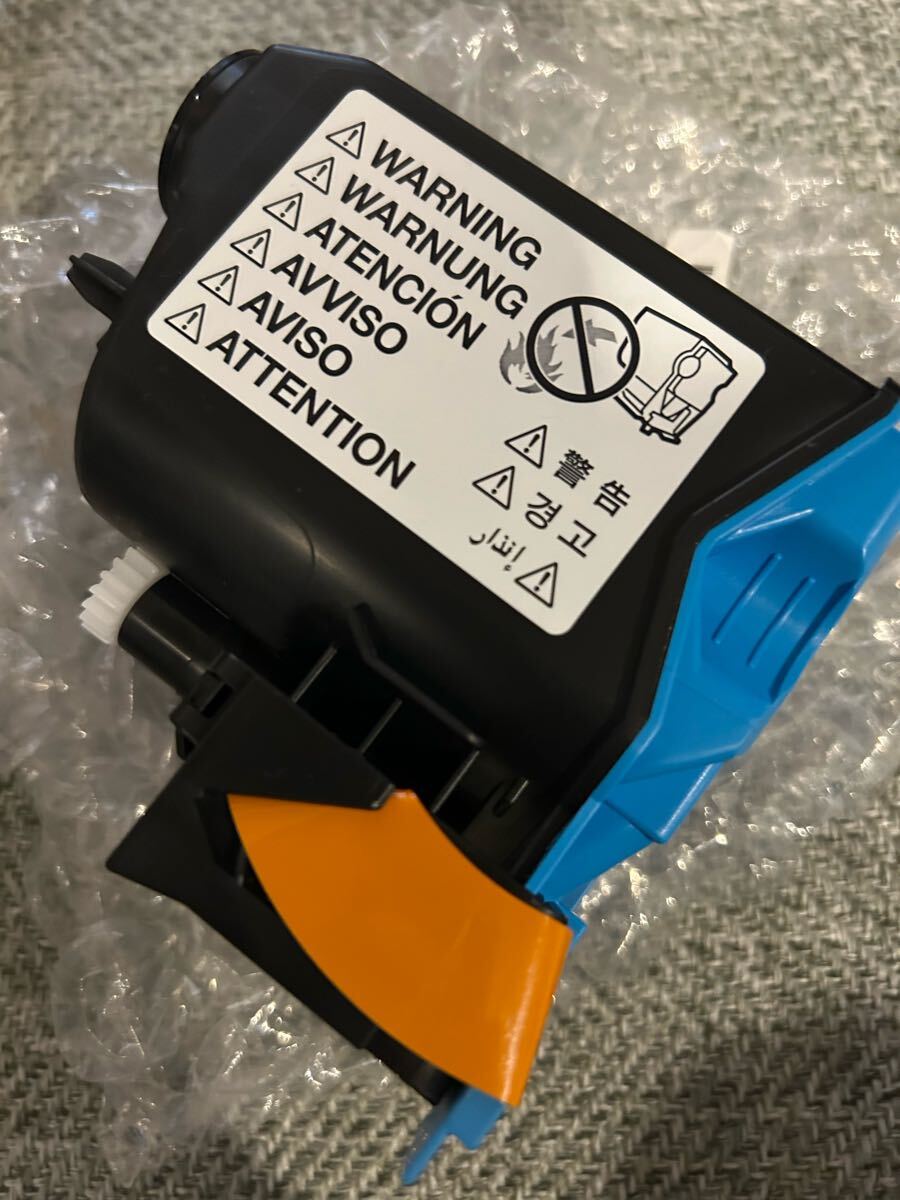 WARNING
WARNUNG
ATENCIÓN
AVVISO
AVISO
ATTENTION
警告
경고
إنذار